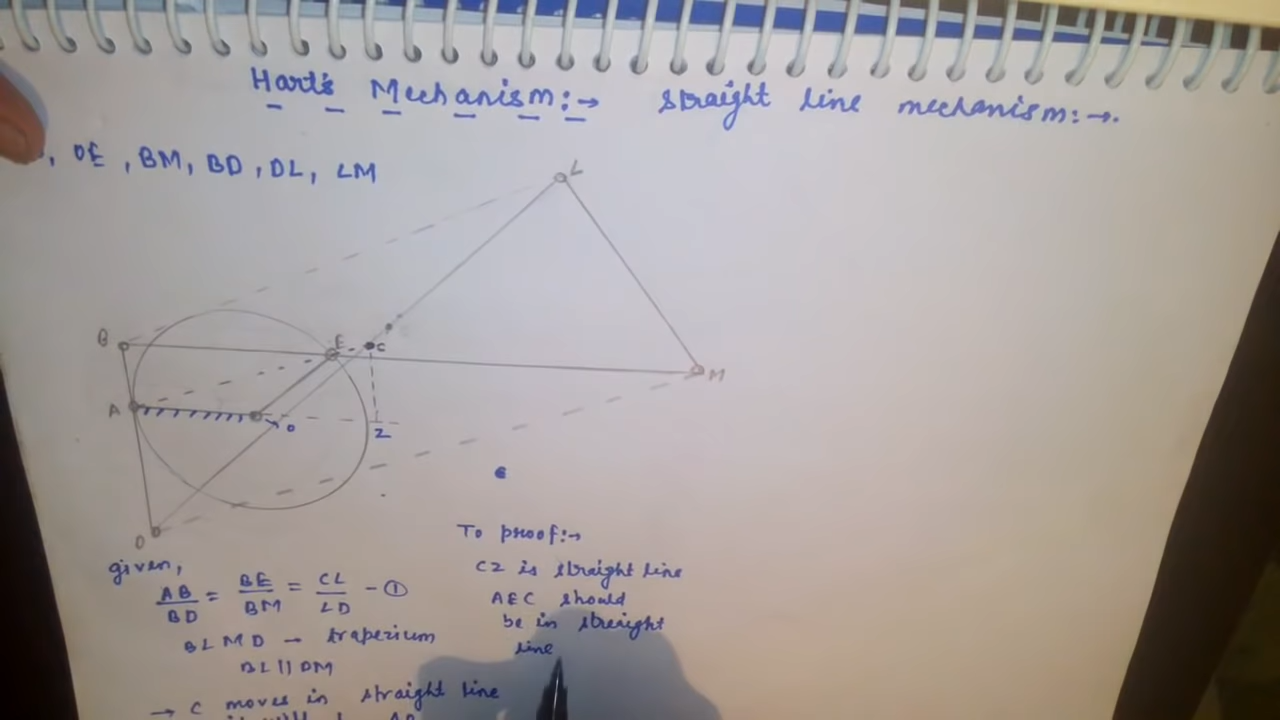 Hart's Mechanism:→ straight line mechanism:→.
, OE, BM, BD, DL, LM
L
B
E
C
M
A
O
Z
D
given,
AB/BD = BE/BM = CL/LD - ①
BLMD → trapezium
BL || DM
→ C moves in straight line
To proof:→
CZ is straight line
AEC should
be in streight
line